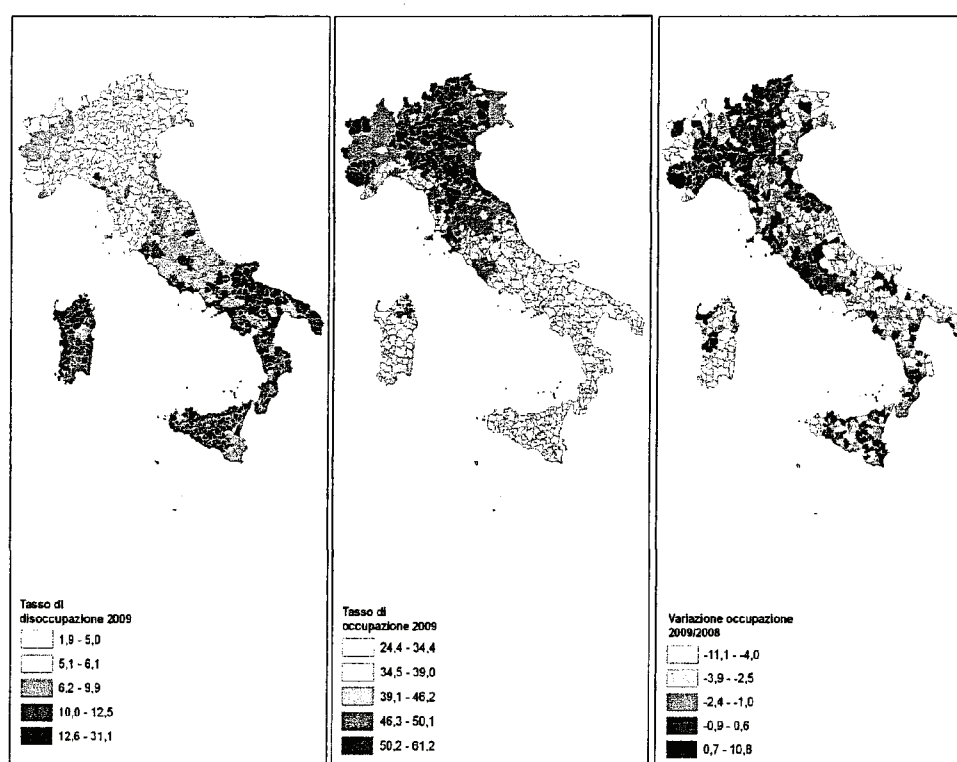 Tasso di
disoccupazione 2009
1,9 - 5,0
5,1 - 6,1
6,2 - 9,9
10,0 - 12,5
12,6 - 31,1
Tasso di
occupazione 2009
24,4 - 34,4
34,5 - 39,0
39,1 - 46,2
46,3 - 50,1
50,2 - 61,2
Variazione occupazione
2009/2008
-11,1 - -4,0
-3,9 - -2,5
-2,4 - -1,0
-0,9 - 0,6
0,7 - 10,8